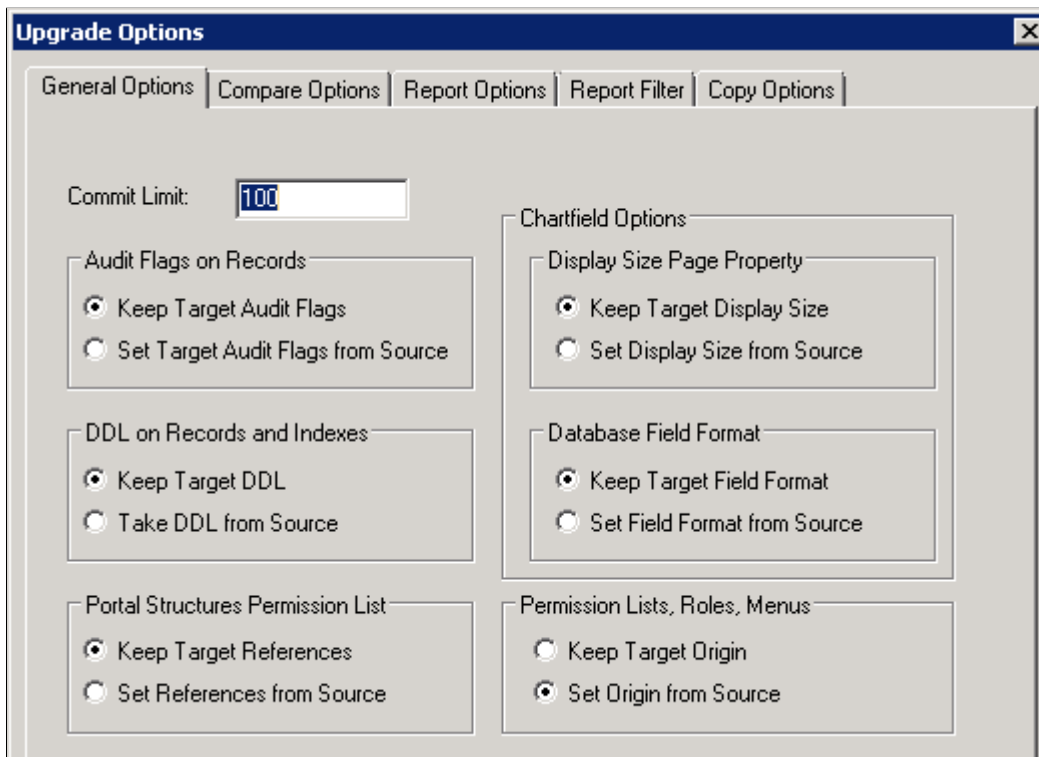 Upgrade Options
General Options
Compare Options
Report Options
Report Filter
Copy Options
Commit Limit:
100
Audit Flags on Records
Keep Target Audit Flags
Set Target Audit Flags from Source
DDL on Records and Indexes
Keep Target DDL
Take DDL from Source
Portal Structures Permission List
Keep Target References
Set References from Source
Chartfield Options
Display Size Page Property
Keep Target Display Size
Set Display Size from Source
Database Field Format
Keep Target Field Format
Set Field Format from Source
Permission Lists, Roles, Menus
Keep Target Origin
Set Origin from Source